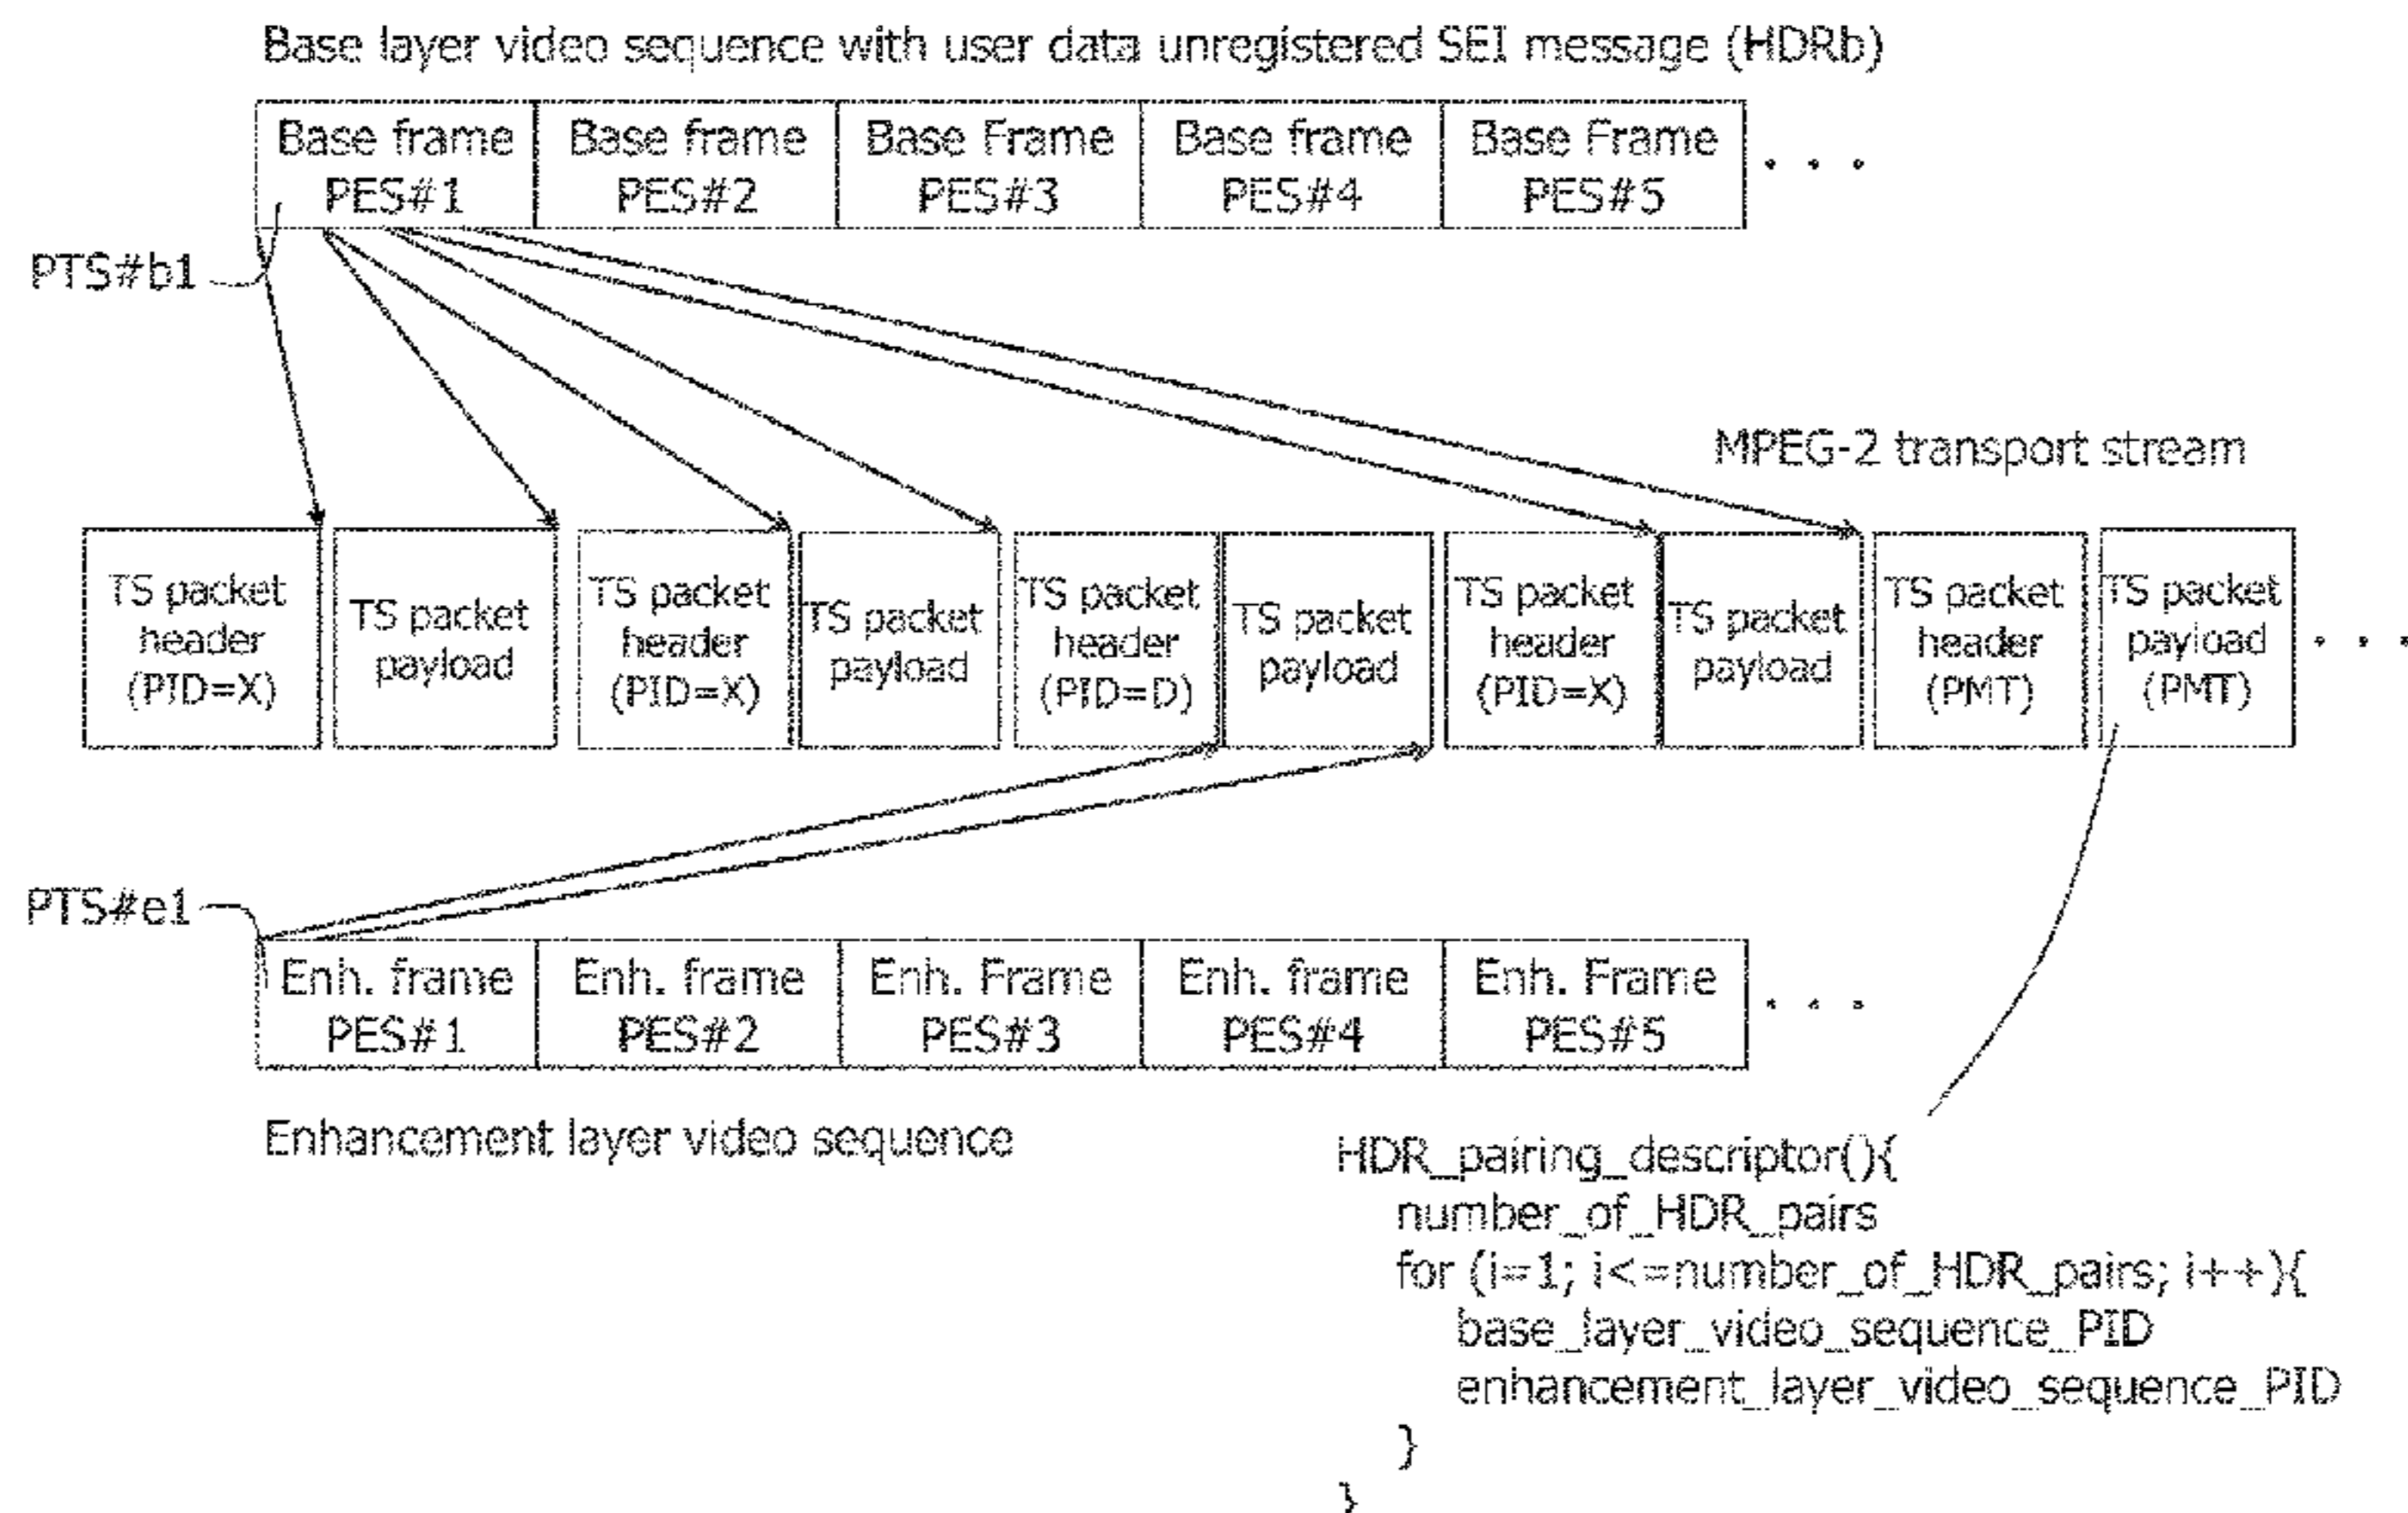 Base layer video sequence with user data unregistered SEI message (HDRb)
Base frame
PES#1
Base frame
PES#2
Base Frame
PES#3
Base frame
PES#4
Base Frame
PES#5
. . .
PTS#b1
MPEG-2 transport stream
TS packet
header
(PID=X)
TS packet
payload
TS packet
header
(PID=X)
TS packet
payload
TS packet
header
(PID=D)
TS packet
payload
TS packet
header
(PID=X)
TS packet
payload
TS packet
header
(PMT)
TS packet
payload
(PMT)
. . .
PTS#e1
Enh. frame
PES#1
Enh. frame
PES#2
Enh. Frame
PES#3
Enh. frame
PES#4
Enh. Frame
PES#5
. . .
Enhancement layer video sequence
HDR_pairing_descriptor(){
number_of_HDR_pairs
for (i=1; i<=number_of_HDR_pairs; i++){
base_layer_video_sequence_PID
enhancement_layer_video_sequence_PID
}
}